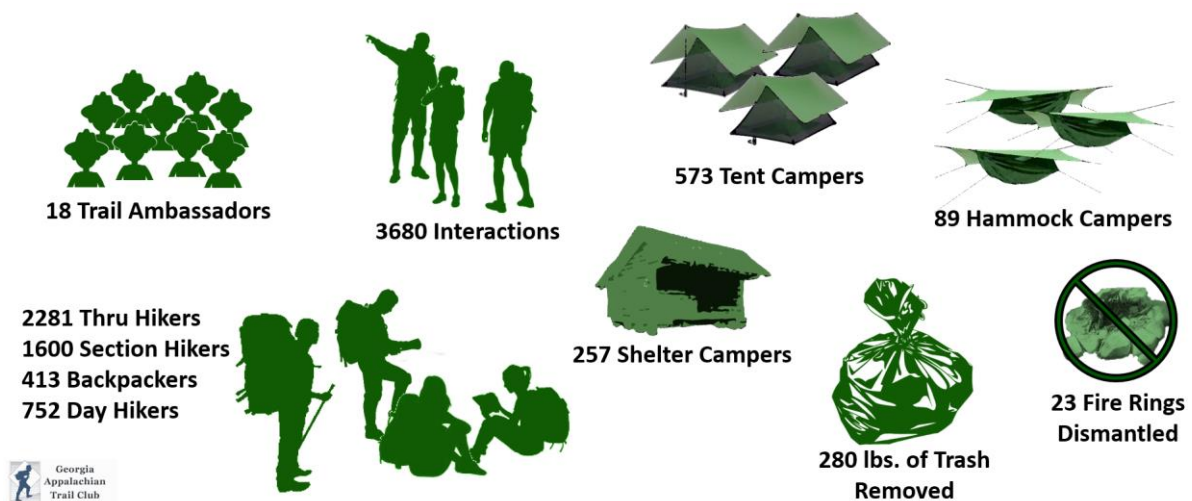 18 Trail Ambassadors
3680 Interactions
573 Tent Campers
89 Hammock Campers
2281 Thru Hikers
1600 Section Hikers
413 Backpackers
752 Day Hikers
257 Shelter Campers
280 lbs. of Trash
Removed
23 Fire Rings
Dismantled
Georgia
Appalachian
Trail Club